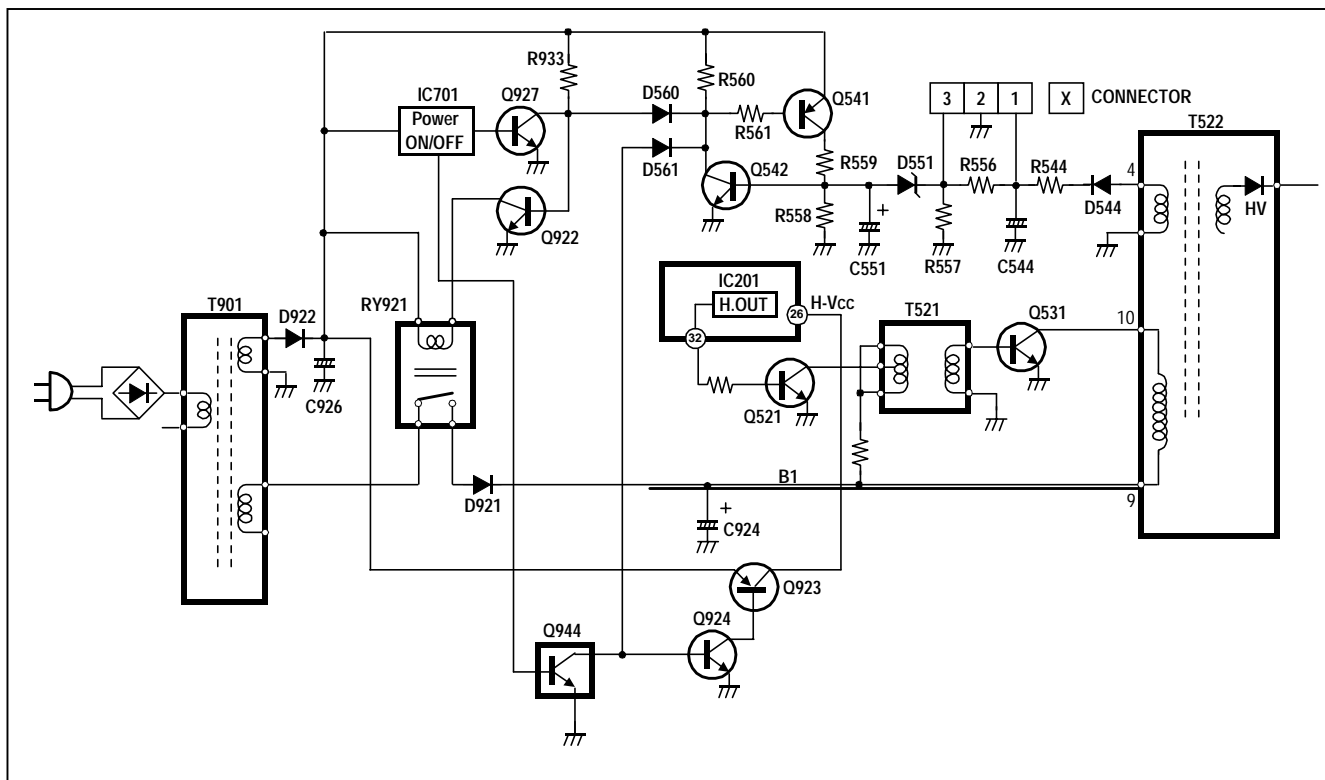 R933
R560
Q541
IC701
Power
ON/OFF
Q927
D560
R561
3 2 1 X CONNECTOR
T522
D561
Q542
R559
D551
R556
R544
4
D544
HV
R558
+
C551
R557
C544
Q922
IC201
H.OUT
H-Vcc
26
32
T521
Q531
10
T901
D922
RY921
C926
Q521
B1
9
D921
+
C924
Q923
Q924
Q944